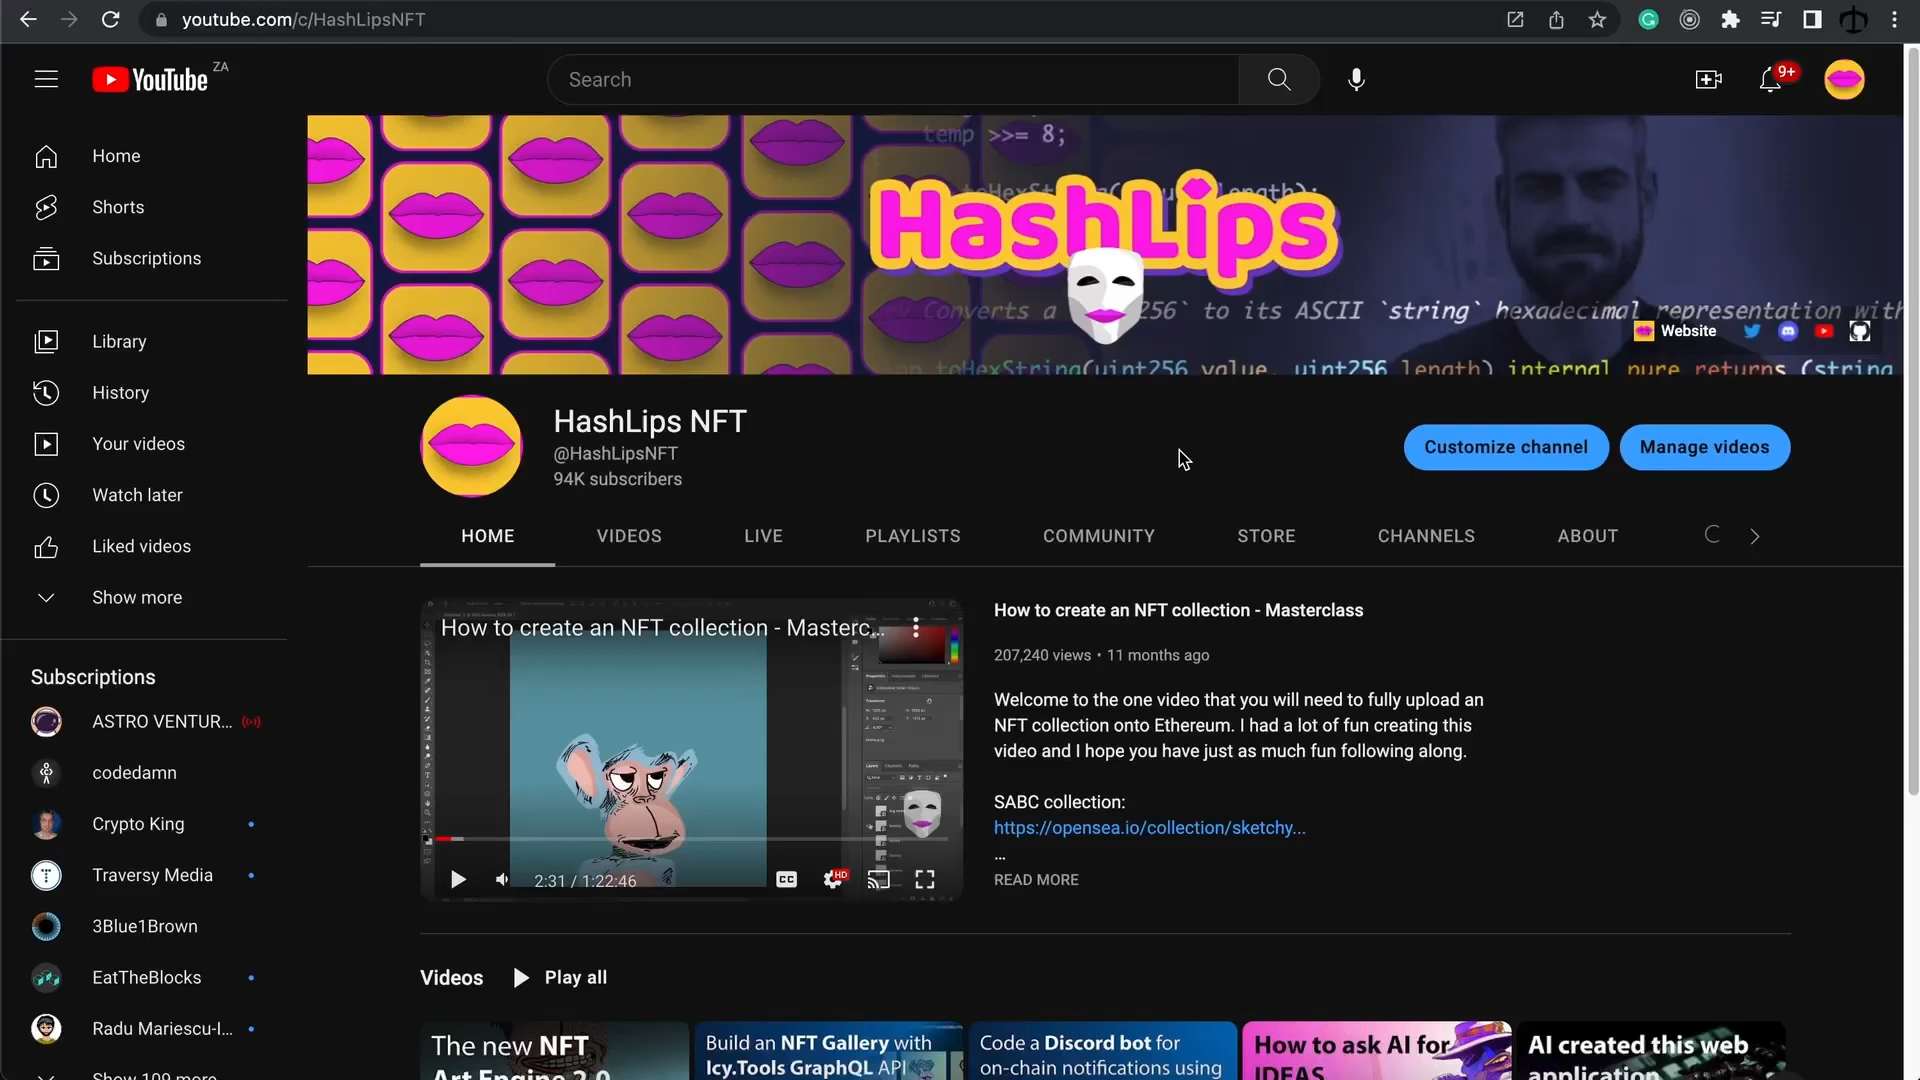 youtube.com/c/HashLipsNFT
YouTube ZA
Search
9+
Home
Shorts
Subscriptions
Library
History
Your videos
Watch later
Liked videos
Show more
Subscriptions
ASTRO VENTUR...
codedamn
Crypto King
Traversy Media
3Blue1Brown
EatTheBlocks
Radu Mariescu-I...
Show 109 more
temp >>= 8;
HashLips
Converts a
256` to its ASCII `string` hexadecimal representation with
Website
toHexString(uint256 value, uint256 length) internal pure returns (string
HashLips NFT
@HashLipsNFT
94K subscribers
Customize channel
Manage videos
HOME
VIDEOS
LIVE
PLAYLISTS
COMMUNITY
STORE
CHANNELS
ABOUT
How to create an NFT collection - Masterc...
2:31 / 1:22:46
CC
HD
How to create an NFT collection - Masterclass
207,240 views • 11 months ago
Welcome to the one video that you will need to fully upload an
NFT collection onto Ethereum. I had a lot of fun creating this
video and I hope you have just as much fun following along.
SABC collection:
https://opensea.io/collection/sketchy...
...
READ MORE
Videos
Play all
The new NFT
Art Engine 2.0
Build an NFT Gallery with
Icy.Tools GraphQL API
Code a Discord bot for
on-chain notifications using
How to ask AI for
IDEAS
AI created this web
application